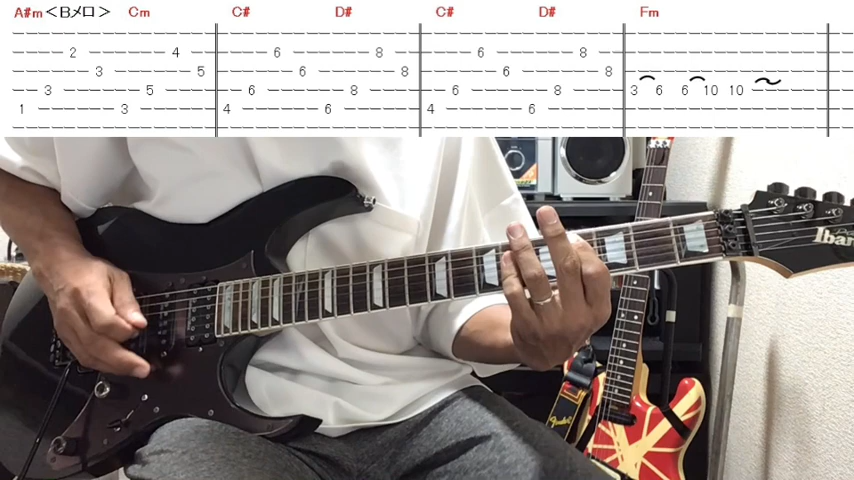 A#m <Bメロ> Cm C# D# C# D# Fm
2 4 6 8 6 8
3 5 6 8 6 8
3 5 6 8 6 8 3 6 6 10 10
1 3 4 6 4 6
Iban
Fender